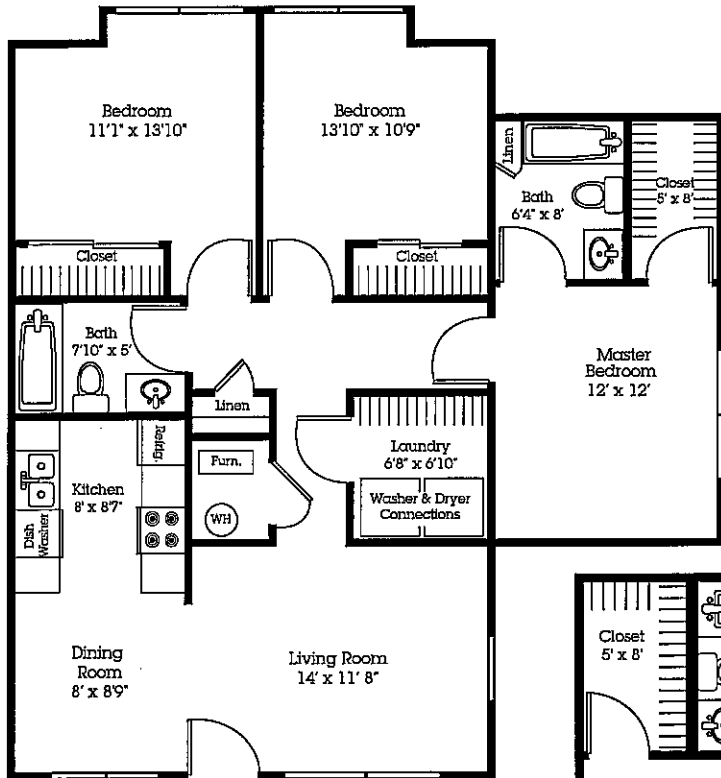 Bedroom
11'1" x 13'10"
Bedroom
13'10" x 10'9"
Linen
Bath
6'4" x 8'
Closet
5' x 8'
Closet
Closet
Bath
7'10" x 5'
Master
Bedroom
12' x 12'
Linen
Refrig.
Furn.
Laundry
6'8" x 6'10"
Kitchen
8' x 8'7"
Washer & Dryer
Connections
WH
Dish
Washer
Dining
Room
8' x 8'9"
Living Room
14' x 11' 8"
Closet
5' x 8'